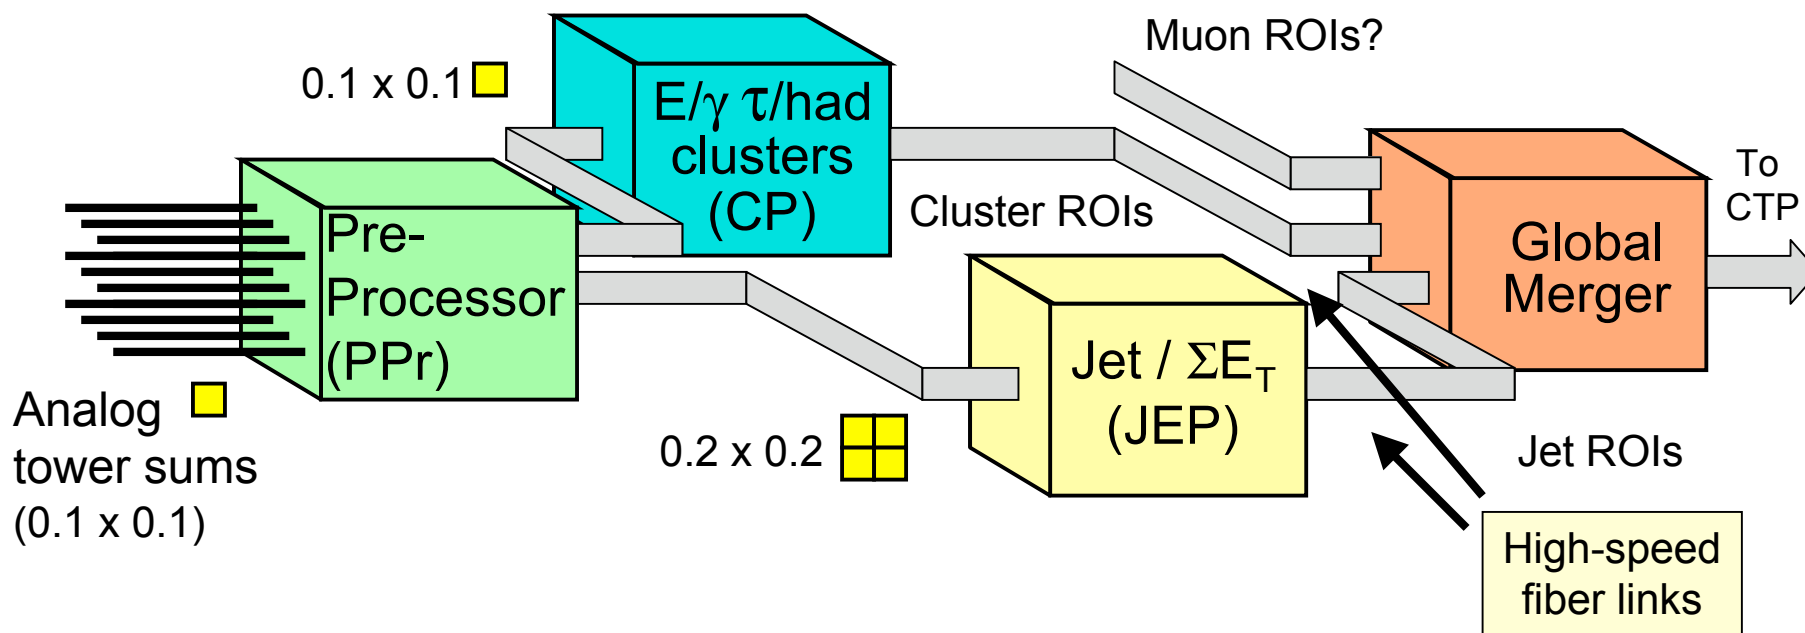 Muon ROIs?
0.1 x 0.1
E/γ τ/had
clusters
(CP)
To
CTP
Cluster ROIs
Pre-
Processor
(PPr)
Global
Merger
Jet / ΣET
(JEP)
Analog
tower sums
(0.1 x 0.1)
0.2 x 0.2
Jet ROIs
High-speed
fiber links